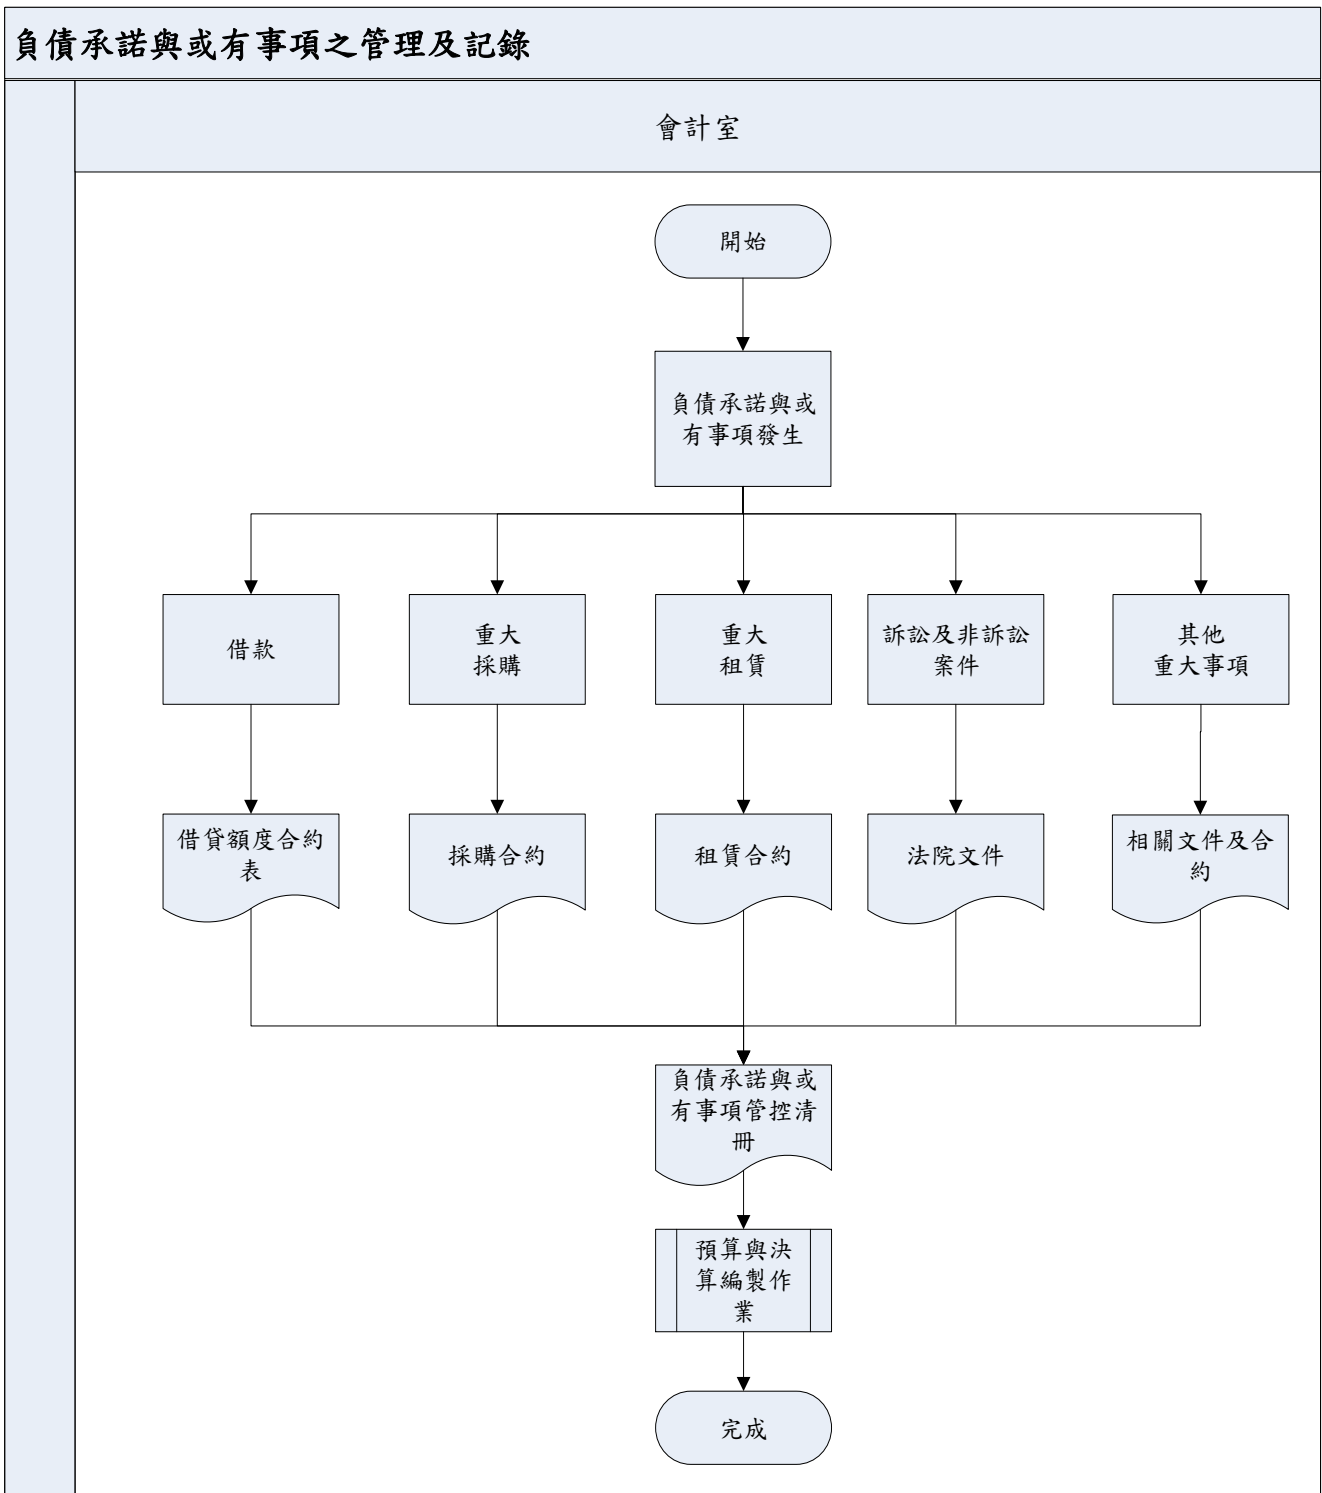 負債承諾與或有事項之管理及記錄
會計室
開始
負債承諾與或
有事項發生
借款
重大
採購
重大
租賃
訴訟及非訴訟
案件
其他
重大事項
借貸額度合約
表
採購合約
租賃合約
法院文件
相關文件及合
約
負債承諾與或
有事項管控清
冊
預算與決
算編製作
業
完成